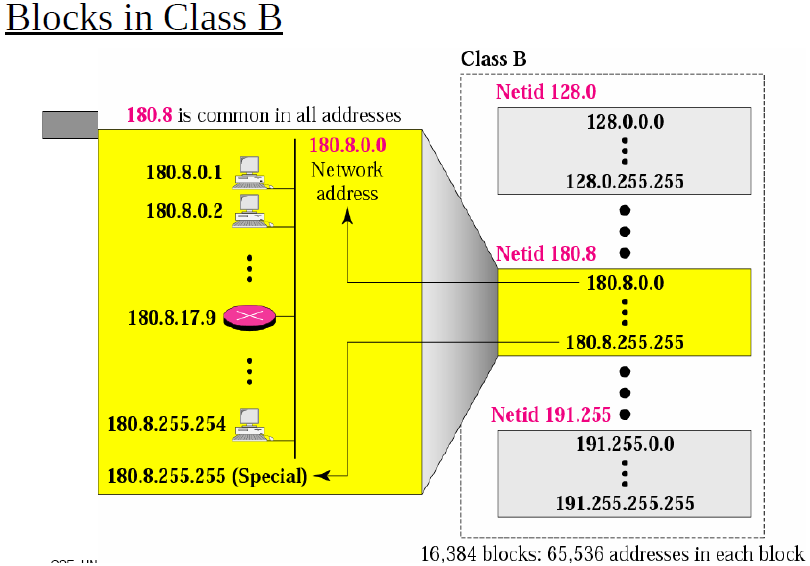 Blocks in Class B
Class B
180.8 is common in all addresses
180.8.0.0
Network
address
180.8.0.1
180.8.0.2
180.8.17.9
180.8.255.254
180.8.255.255 (Special)
Netid 128.0
128.0.0.0
128.0.255.255
Netid 180.8
180.8.0.0
180.8.255.255
Netid 191.255
191.255.0.0
191.255.255.255
16,384 blocks: 65,536 addresses in each block